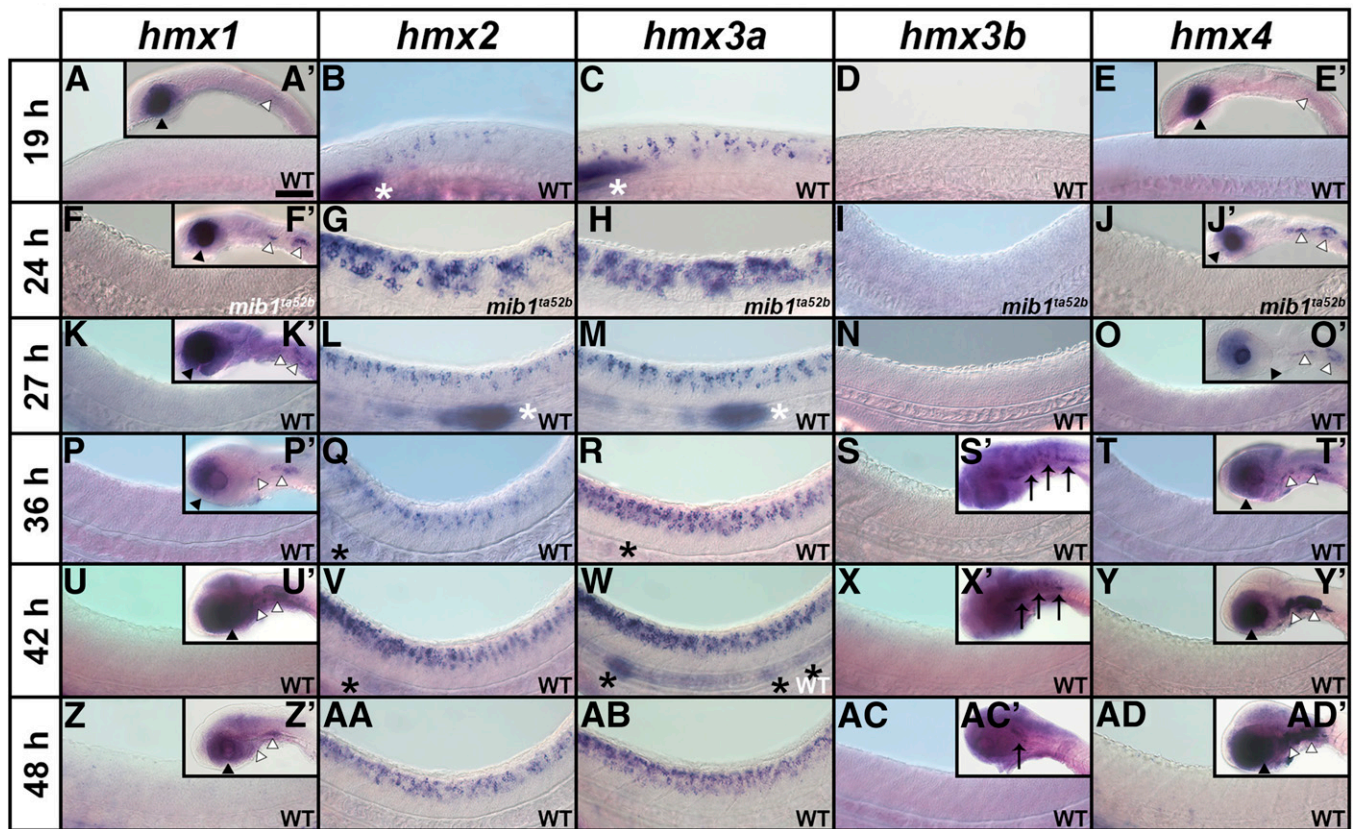 hmx1 hmx2 hmx3a hmx3b hmx4
19 h
A A’ B C D E E’
WT * WT * WT WT WT
24 h
F F’ G H I J J’
mib1ta52b mib1ta52b mib1ta52b mib1ta52b mib1ta52b
27 h
K K’ L M N O O’
WT * WT * WT WT WT
36 h
P P’ Q R S S’ T T’
WT * WT * WT WT WT
42 h
U U’ V W X X’ Y Y’
WT * WT * * * WT WT WT
48 h
Z Z’ AA AB AC AC’ AD AD’
WT WT WT WT WT